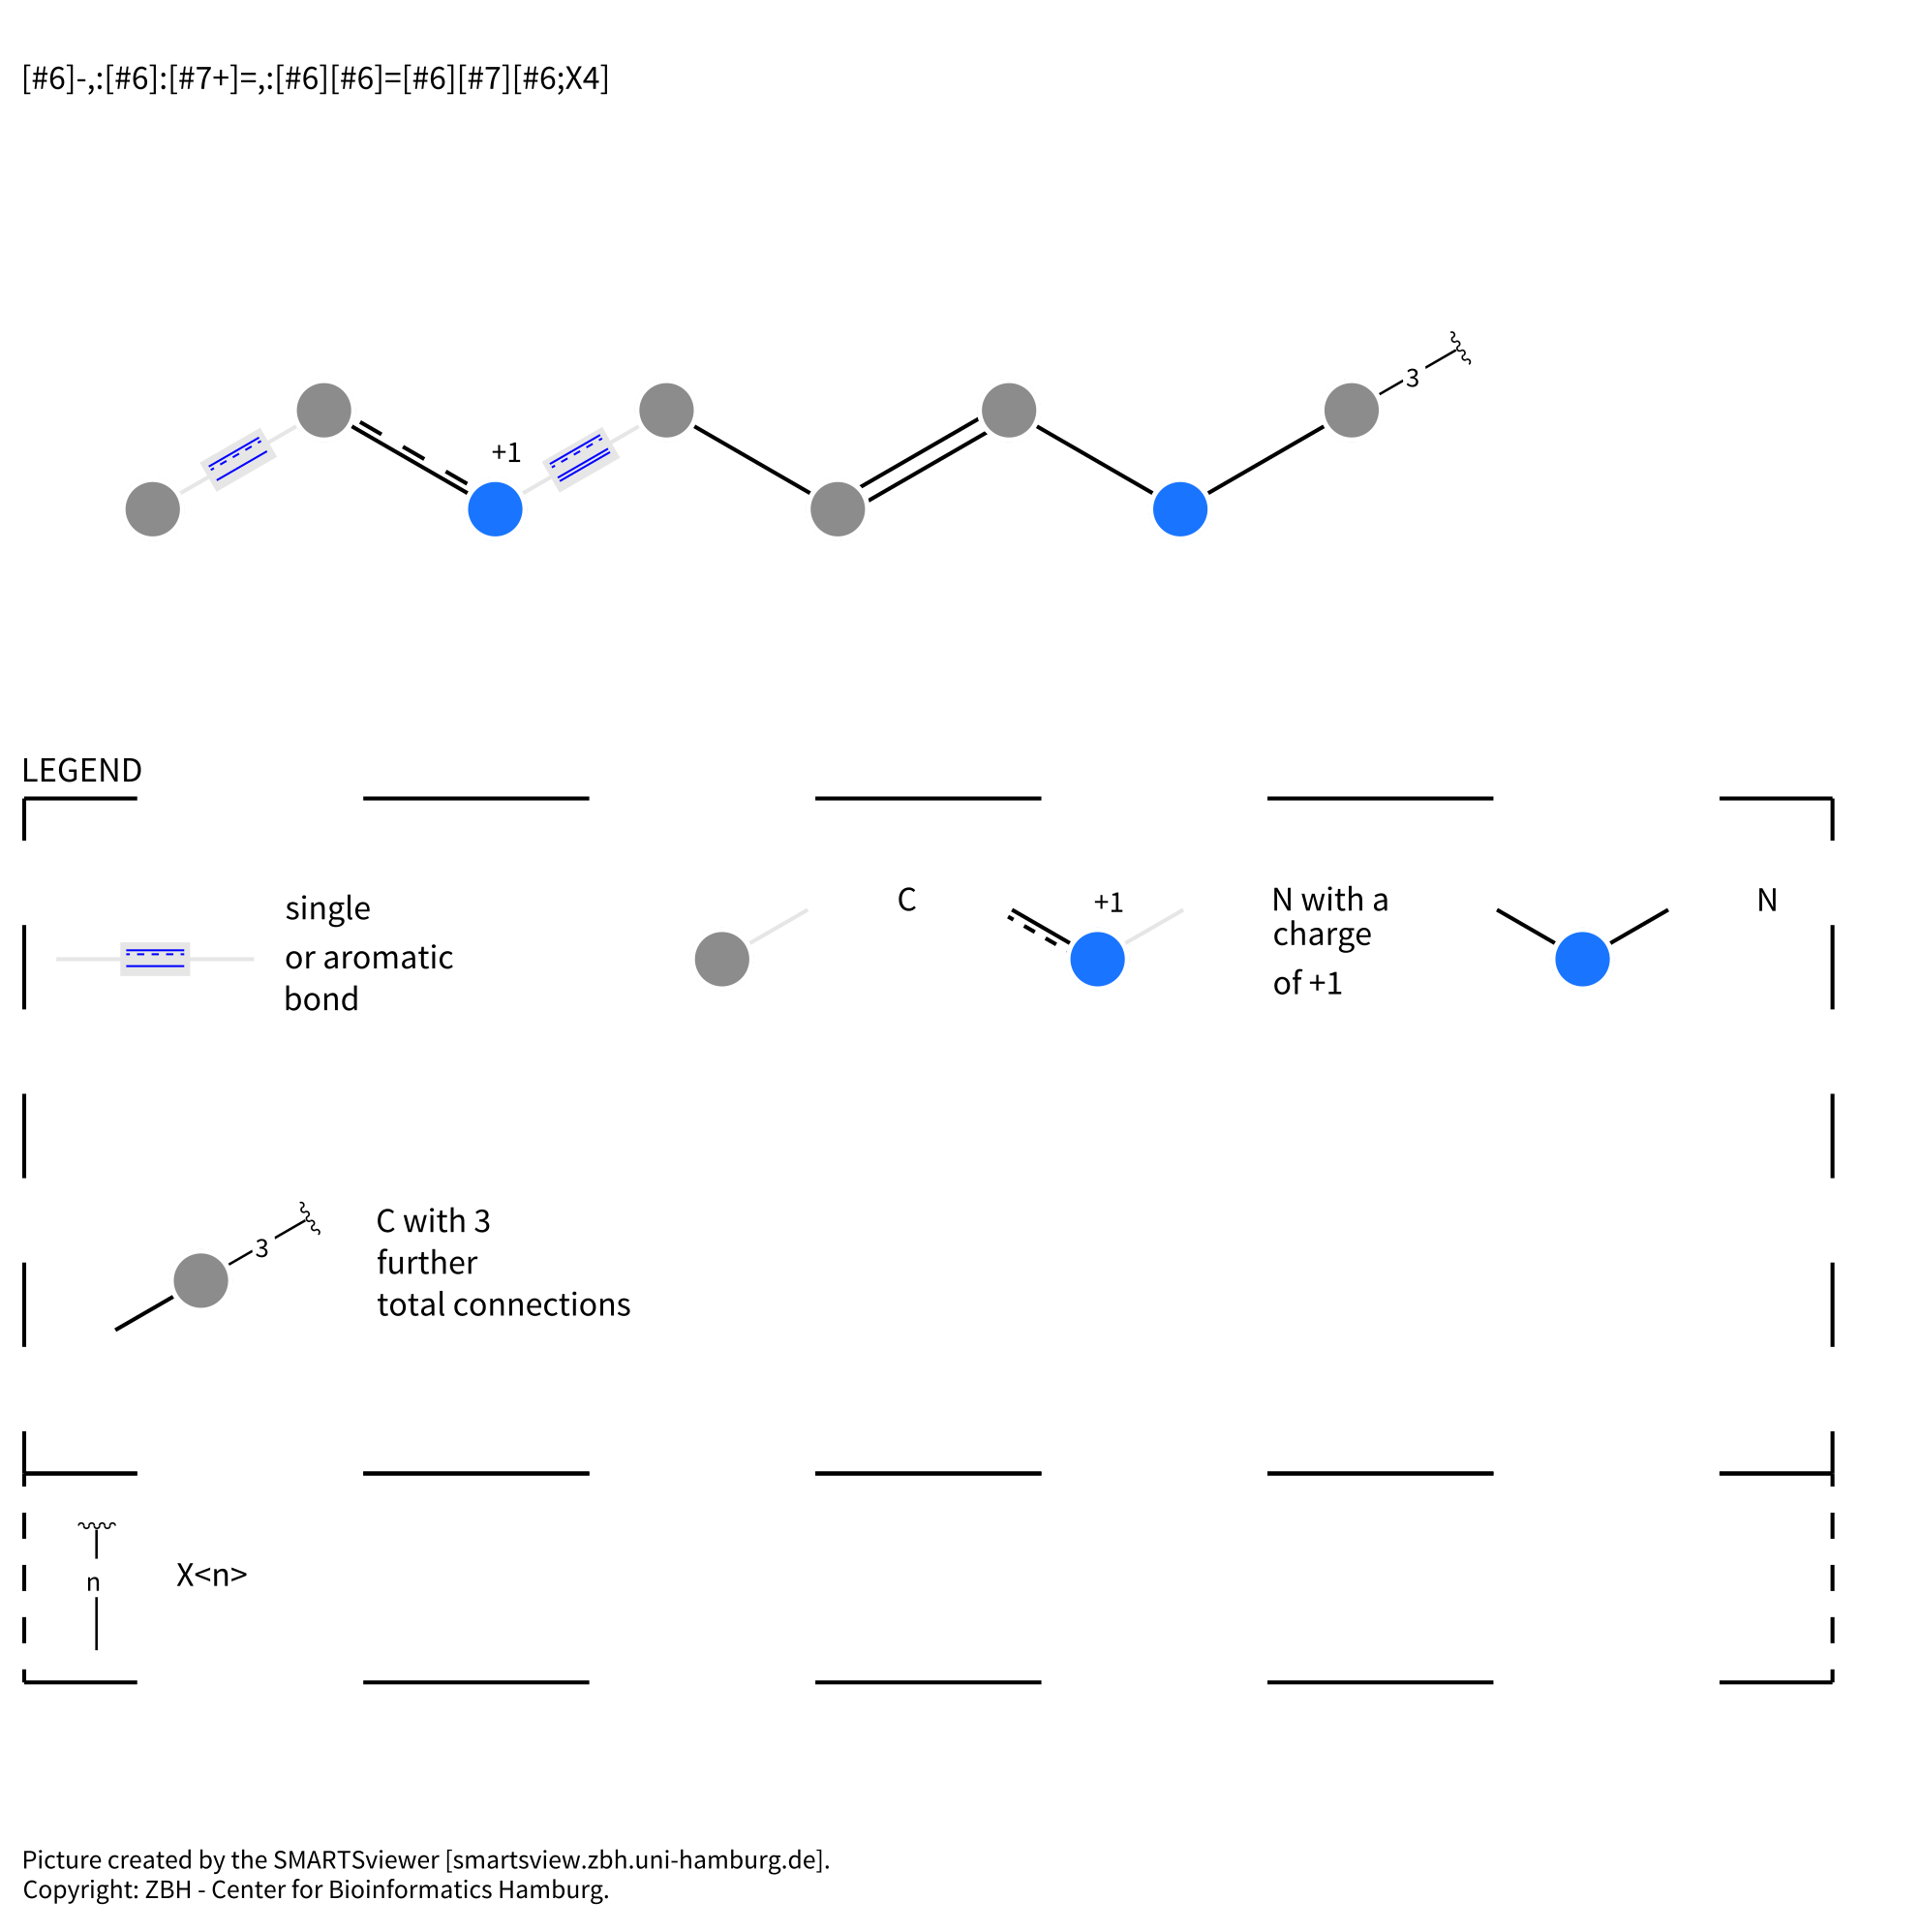 [#6]-,:[#6]:[#7+]=,:[#6][#6]=[#6][#7][#6;X4]
+1
3
LEGEND
single
or aromatic
bond
C
+1
N with a
charge
of +1
N
3
C with 3
further
total connections
n
X<n>
Picture created by the SMARTSviewer [smartsview.zbh.uni-hamburg.de].
Copyright: ZBH - Center for Bioinformatics Hamburg.